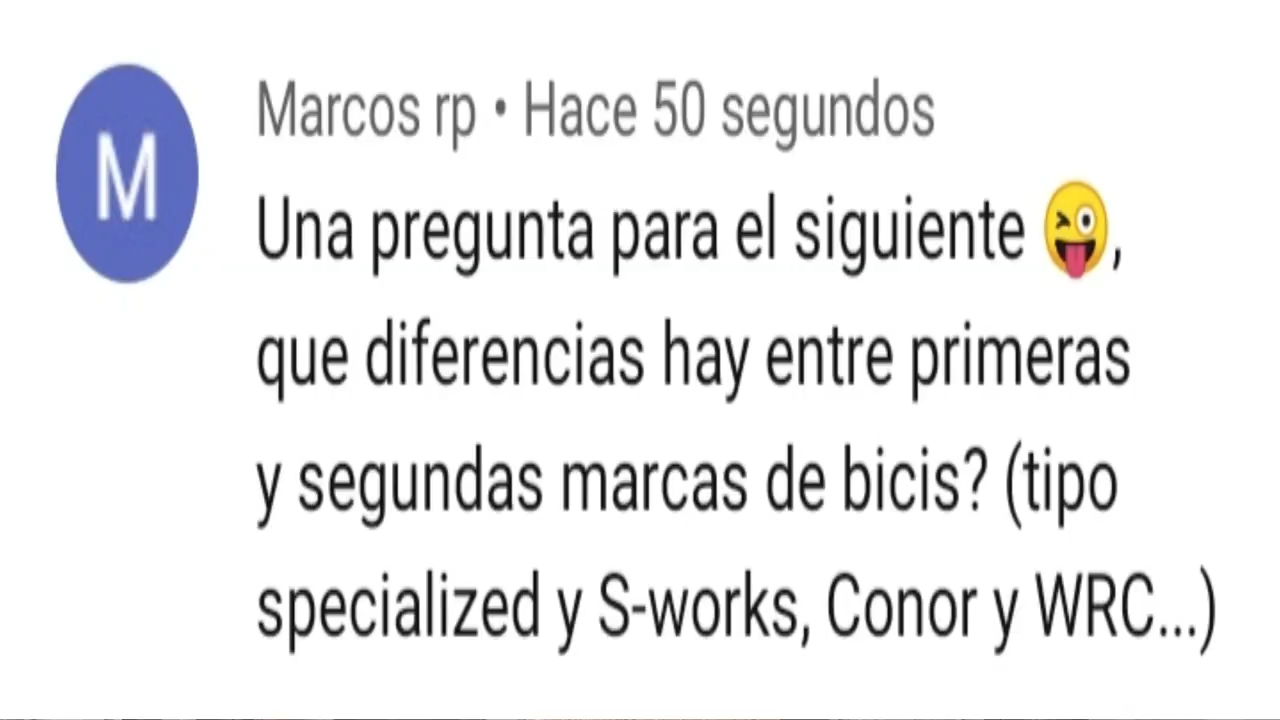 M
Marcos rp • Hace 50 segundos
Una pregunta para el siguiente 😜,
que diferencias hay entre primeras
y segundas marcas de bicis? (tipo
specialized y S-works, Conor y WRC...)